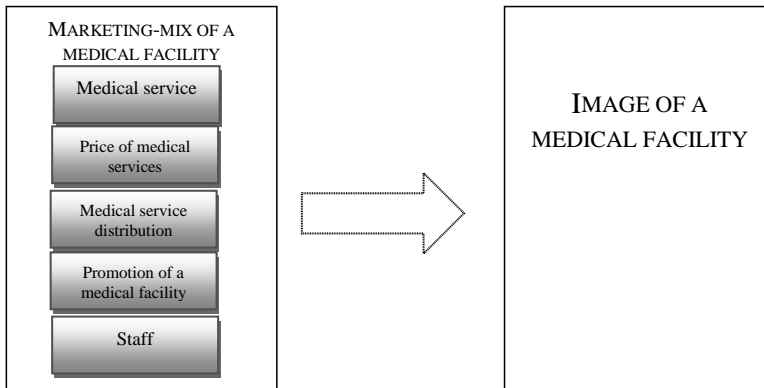 MARKETING-MIX OF A
MEDICAL FACILITY
Medical service
Price of medical
services
Medical service
distribution
Promotion of a
medical facility
Staff
IMAGE OF A
MEDICAL FACILITY